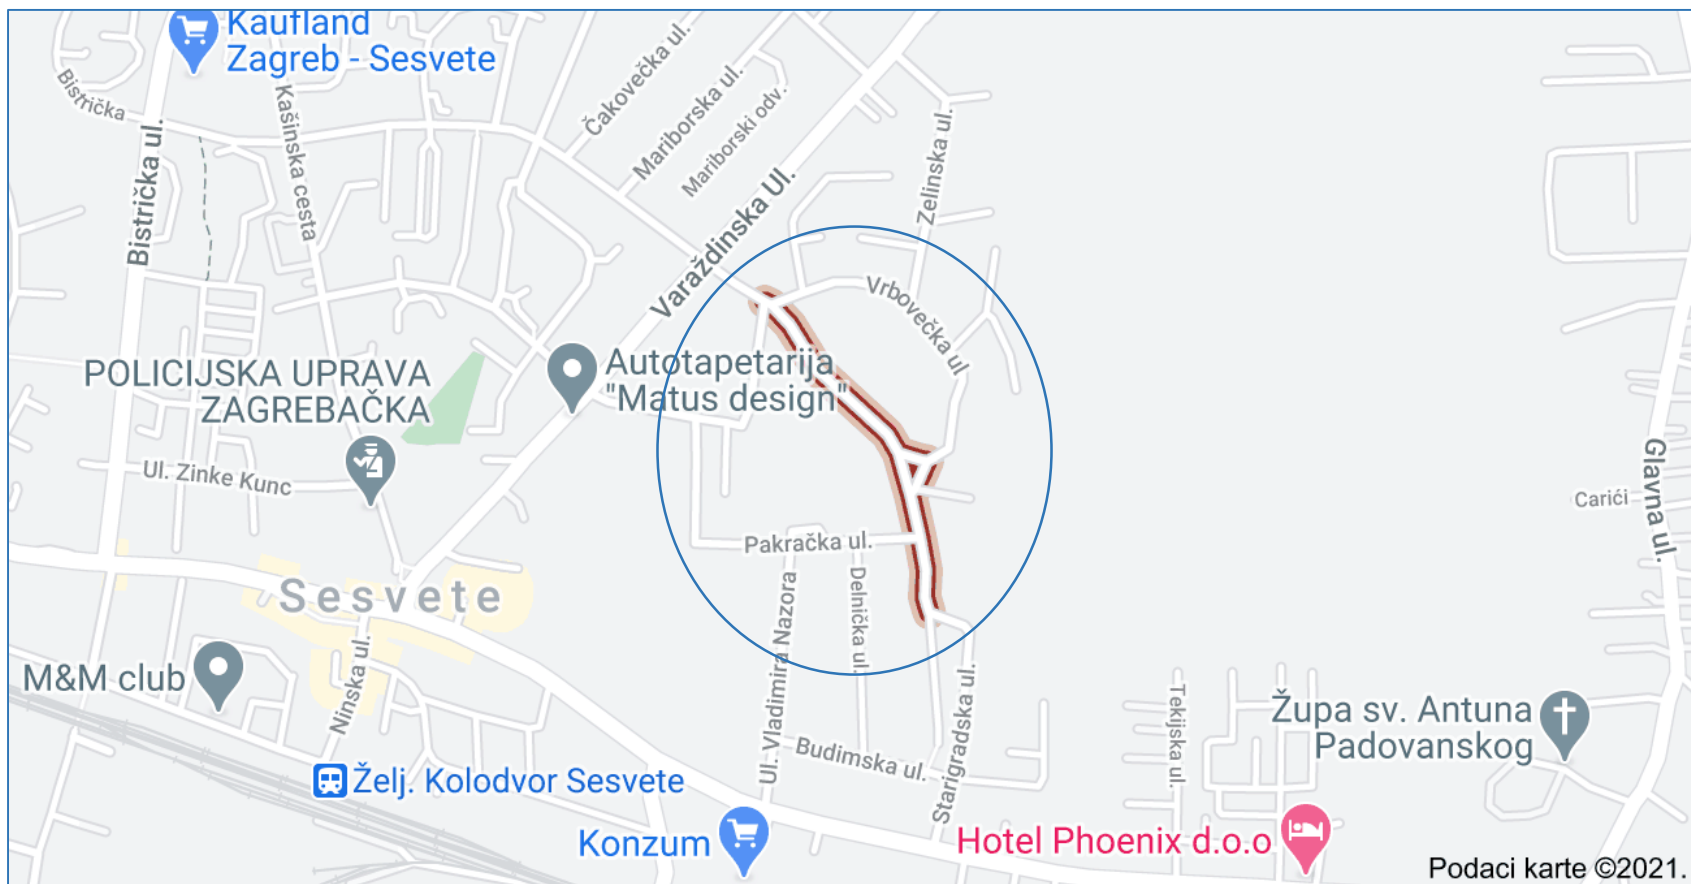 Kaufland
Zagreb - Sesvete
Bistrička
Kašinska cesta
Bistrička ul.
Čakovečka ul.
Mariborska ul.
Mariborski odv.
Varaždinska Ul.
Zelinska ul.
Vrbovečka ul
POLICIJSKA UPRAVA
ZAGREBAČKA
Autotapetarija
"Matus design"
Ul. Zinke Kunc
Glavna ul.
Carići
Pakračka ul.
Sesvete
Delnička ul.
Ul. Vladimira Nazora
M&M club
Ninska ul.
Starigradska ul.
Tekijska ul.
Župa sv. Antuna
Padovanskog
Budimska ul.
Želj. Kolodvor Sesvete
Konzum
Hotel Phoenix d.o.o
Podaci karte ©2021.